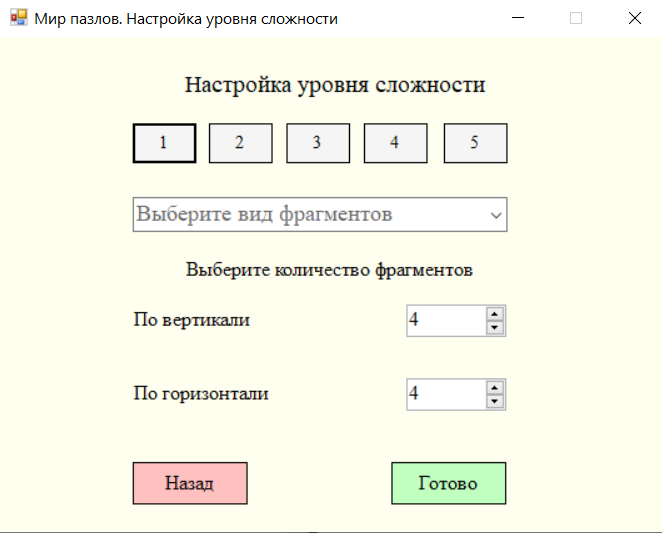 Мир пазлов. Настройка уровня сложности
Настройка уровня сложности
1 2 3 4 5
Выберите вид фрагментов
Выберите количество фрагментов
По вертикали 4
По горизонтали 4
Назад Готово